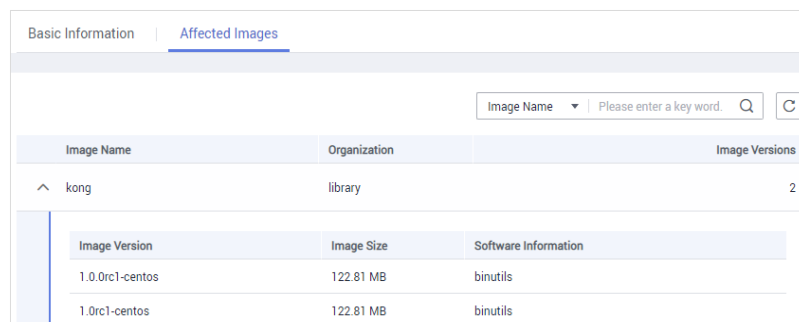 Basic Information Affected Images
Image Name Please enter a key word.
Image Name Organization Image Versions
kong library 2
Image Version Image Size Software Information
1.0.0rc1-centos 122.81 MB binutils
1.0rc1-centos 122.81 MB binutils